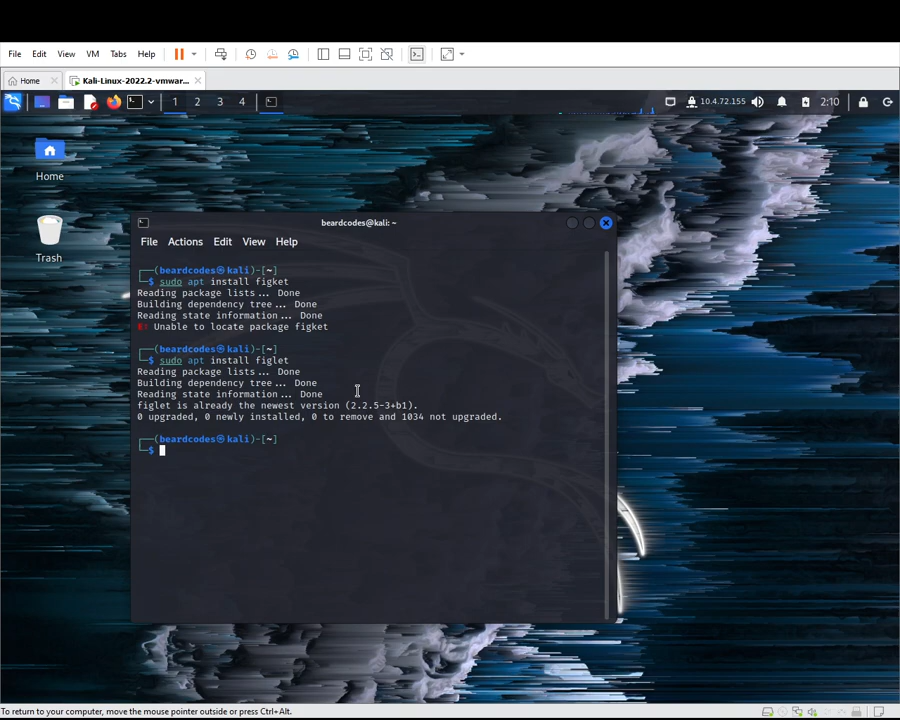 File Edit View VM Tabs Help
Home
Kali-Linux-2022.2-vmwar...
1 2 3 4
10.4.72.155
2:10
Home
Trash
beardcodes@kali: ~
File Actions Edit View Help
┌──(beardcodes㉿kali)-[~]
└─$ sudo apt install figket
Reading package lists... Done
Building dependency tree... Done
Reading state information... Done
E: Unable to locate package figket
┌──(beardcodes㉿kali)-[~]
└─$ sudo apt install figlet
Reading package lists... Done
Building dependency tree... Done
Reading state information... Done
figlet is already the newest version (2.2.5-3+b1).
0 upgraded, 0 newly installed, 0 to remove and 1034 not upgraded.
┌──(beardcodes㉿kali)-[~]
└─$
To return to your computer, move the mouse pointer outside or press Ctrl+Alt.